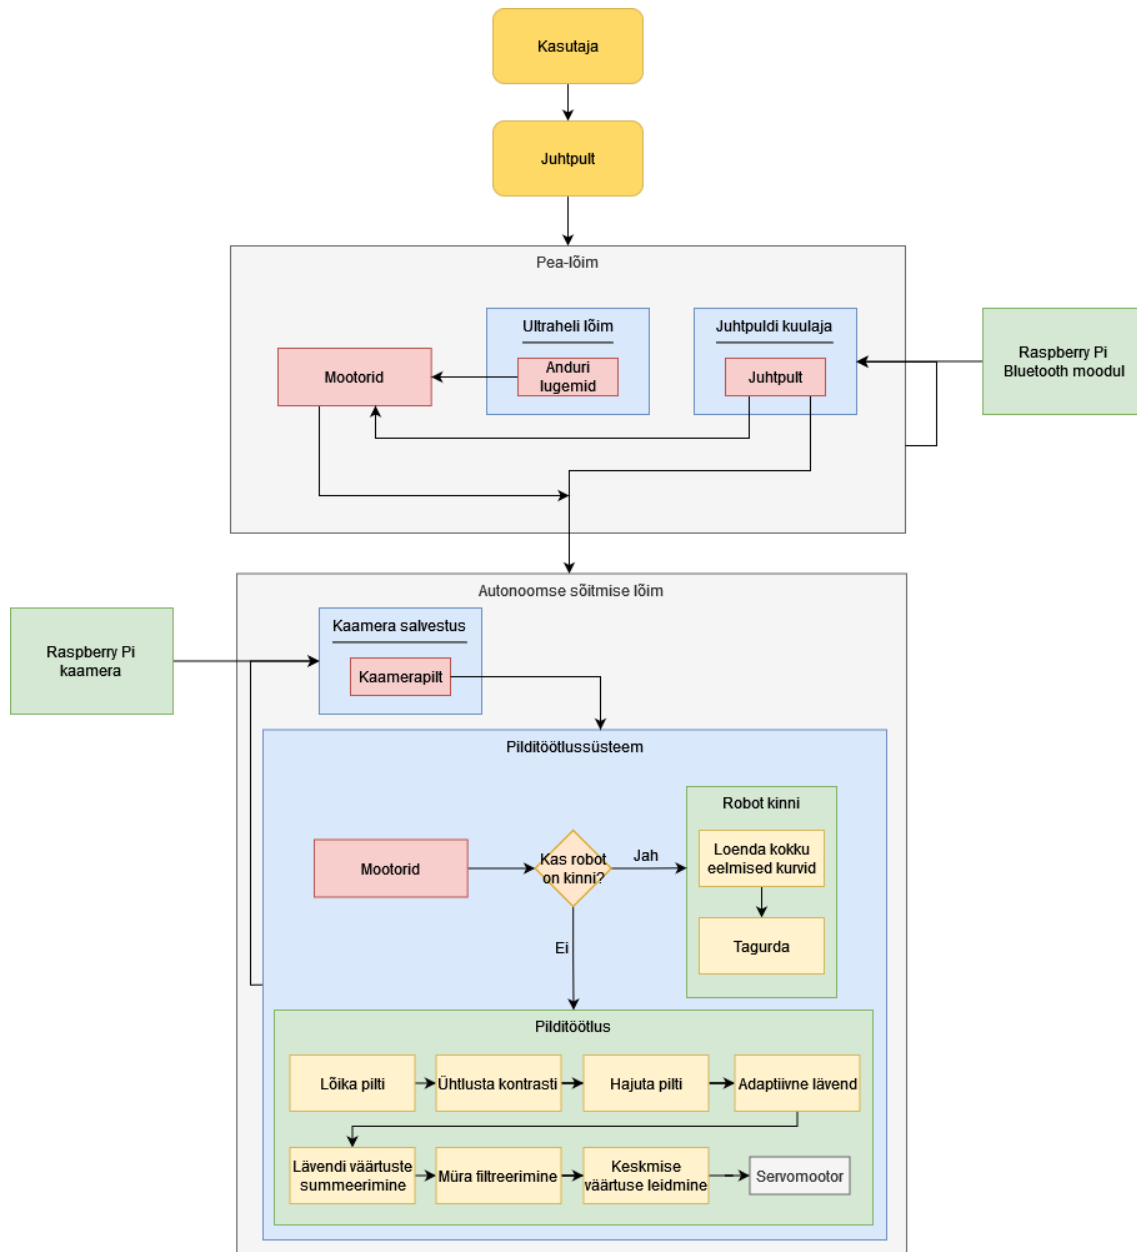 Kasutaja
Juhtpult
Pea-lõim
Ultraheli lõim
Juhtpuldi kuulaja
Mootorid
Anduri
lugemid
Juhtpult
Raspberry Pi
Bluetooth moodul
Autonoomse sõitmise lõim
Raspberry Pi
kaamera
Kaamera salvestus
Kaamerapilt
Pilditöötlussüsteem
Mootorid
Kas robot
on kinni?
Jah
Robot kinni
Loenda kokku
eelmised kurvid
Tagurda
Ei
Pilditöötlus
Lõika pilti
Ühtlusta kontrasti
Hajuta pilti
Adaptiivne lävend
Lävendi väärtuste
summeerimine
Müra filtreerimine
Keskmise
väärtuse leidmine
Servomootor